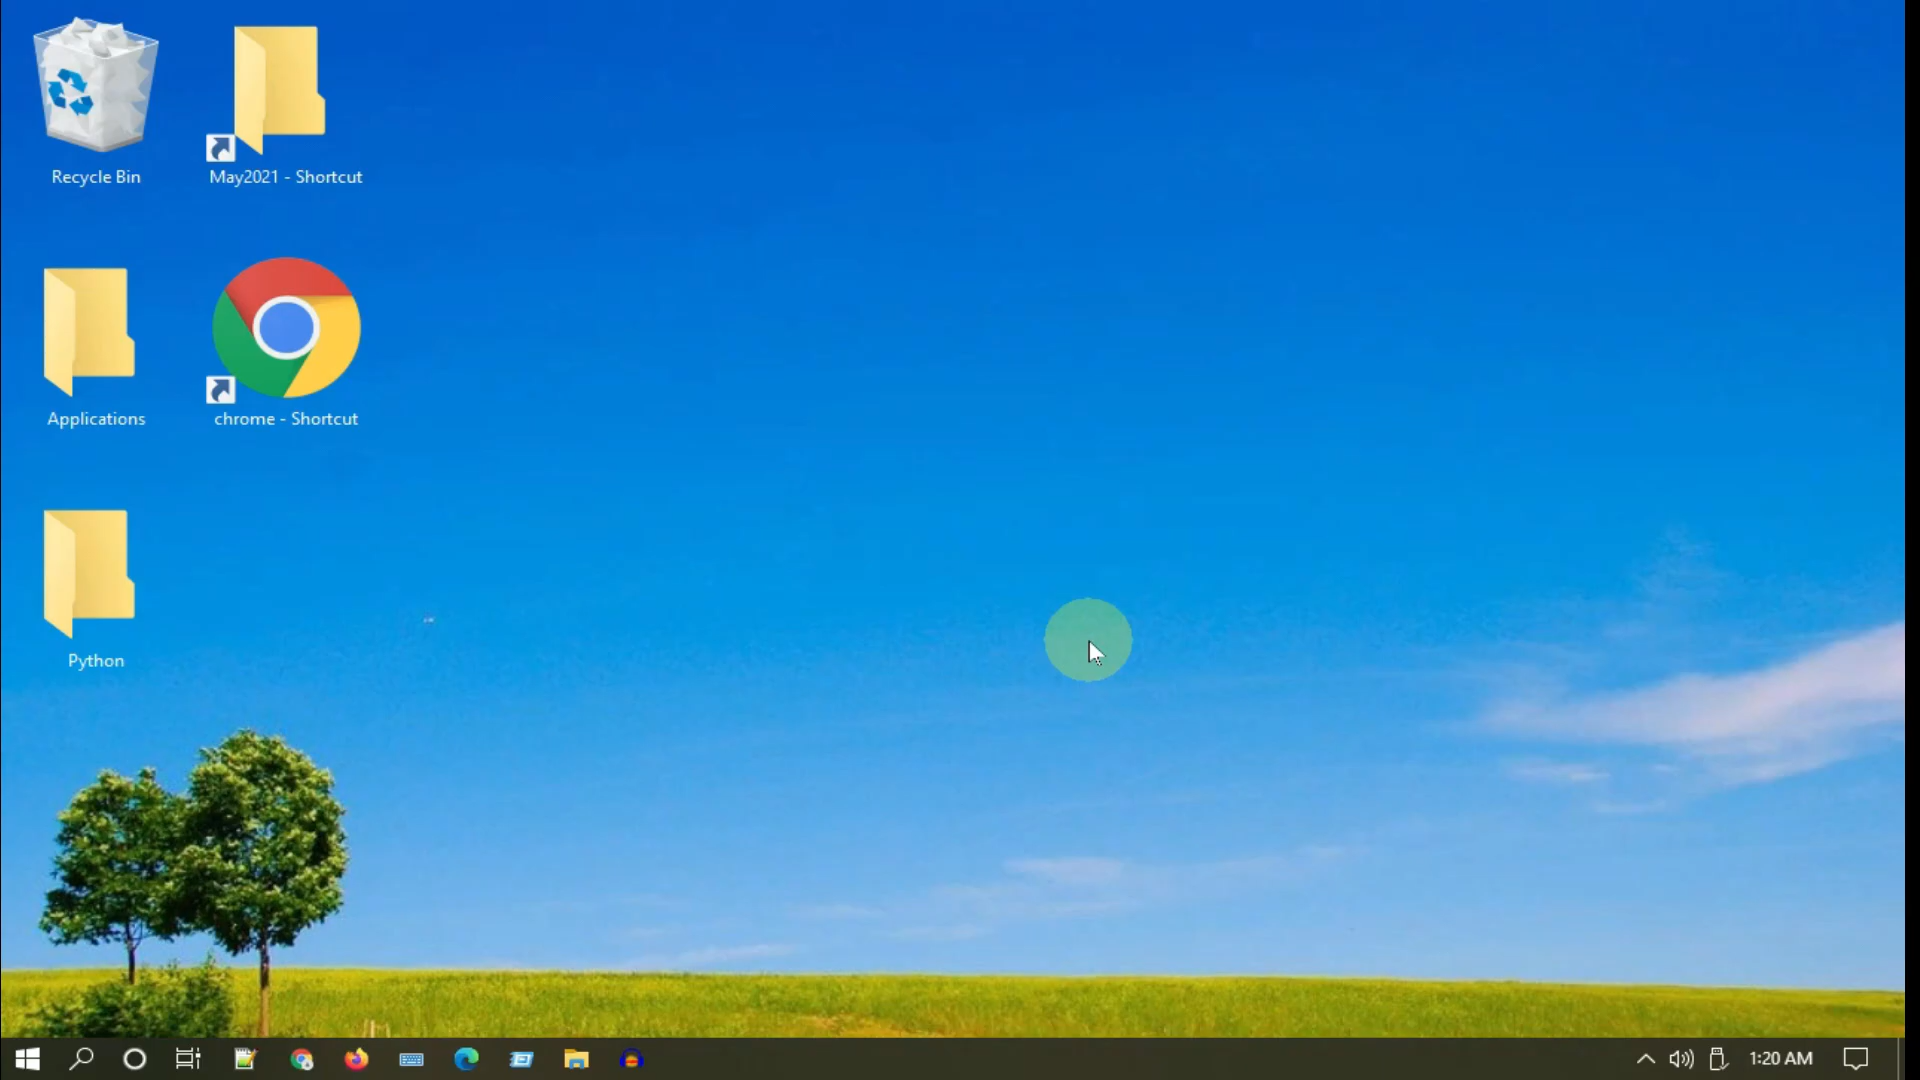 Recycle Bin
May2021 - Shortcut
Applications
chrome - Shortcut
Python
1:20 AM